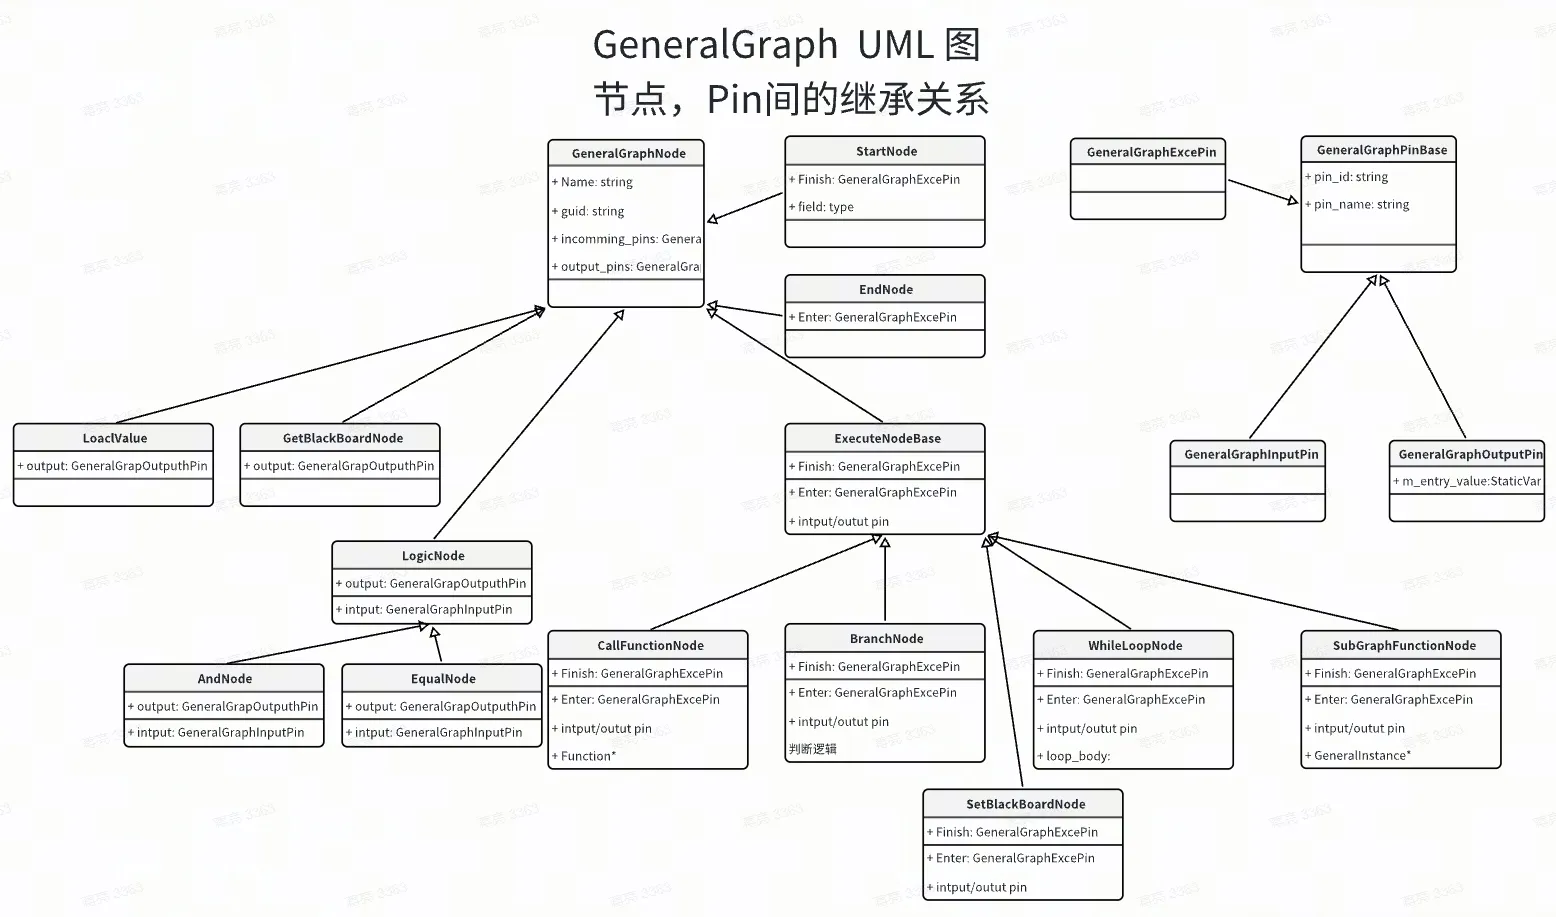 GeneralGraph UML 图
节点，Pin间的继承关系
GeneralGraphNode
+ Name: string
+ guid: string
+ incomming_pins: Genera
+ output_pins: GeneralGra
StartNode
+ Finish: GeneralGraphExcePin
+ field: type
GeneralGraphExcePin
GeneralGraphPinBase
+ pin_id: string
+ pin_name: string
EndNode
+ Enter: GeneralGraphExcePin
LoaclValue
+ output: GeneralGrapOutputhPin
GetBlackBoardNode
+ output: GeneralGrapOutputhPin
ExecuteNodeBase
+ Finish: GeneralGraphExcePin
+ Enter: GeneralGraphExcePin
+ intput/outut pin
GeneralGraphInputPin
GeneralGraphOutputPin
+ m_entry_value:StaticVar
LogicNode
+ output: GeneralGrapOutputhPin
+ intput: GeneralGraphInputPin
AndNode
+ output: GeneralGrapOutputhPin
+ intput: GeneralGraphInputPin
EqualNode
+ output: GeneralGrapOutputhPin
+ intput: GeneralGraphInputPin
CallFunctionNode
+ Finish: GeneralGraphExcePin
+ Enter: GeneralGraphExcePin
+ intput/outut pin
+ Function*
BranchNode
+ Finish: GeneralGraphExcePin
+ Enter: GeneralGraphExcePin
+ intput/outut pin
判断逻辑
WhileLoopNode
+ Finish: GeneralGraphExcePin
+ Enter: GeneralGraphExcePin
+ intput/outut pin
+ loop_body:
SubGraphFunctionNode
+ Finish: GeneralGraphExcePin
+ Enter: GeneralGraphExcePin
+ intput/outut pin
+ GeneralInstance*
SetBlackBoardNode
+ Finish: GeneralGraphExcePin
+ Enter: GeneralGraphExcePin
+ intput/outut pin